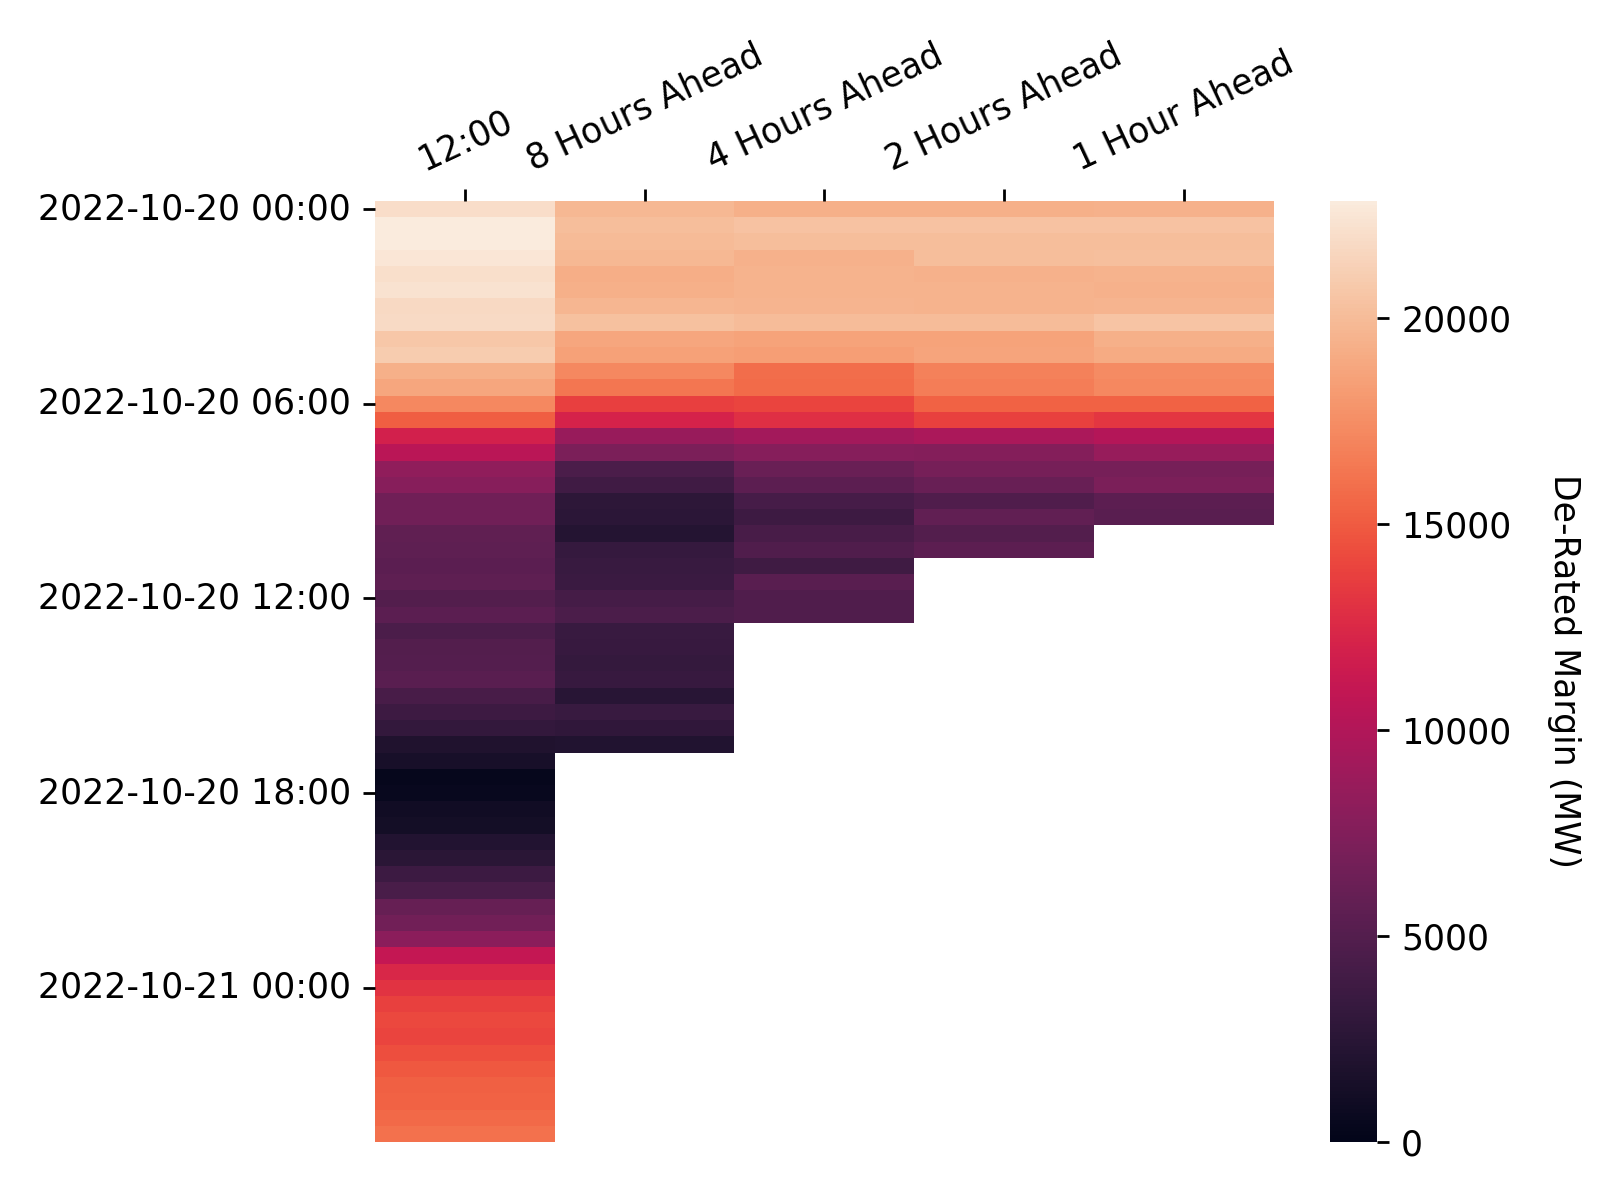 12:00
8 Hours Ahead
4 Hours Ahead
2 Hours Ahead
1 Hour Ahead
2022-10-20 00:00
2022-10-20 06:00
2022-10-20 12:00
2022-10-20 18:00
2022-10-21 00:00
20000
15000
10000
5000
0
De-Rated Margin (MW)